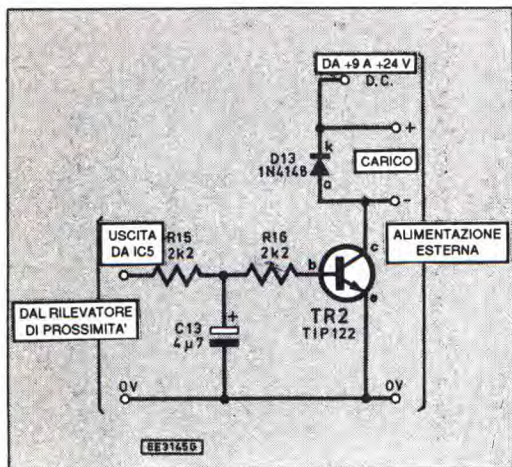 DA +9 A +24 V
D.C.
+
k
D13
1N4148
a
CARICO
-
USCITA
DA IC5
R15
2k2
R16
2k2
ALIMENTAZIONE
ESTERNA
c
b
e
DAL RILEVATORE
DI PROSSIMITA'
+
C13
4µ7
TR2
TIP122
0V
0V
EE3145G